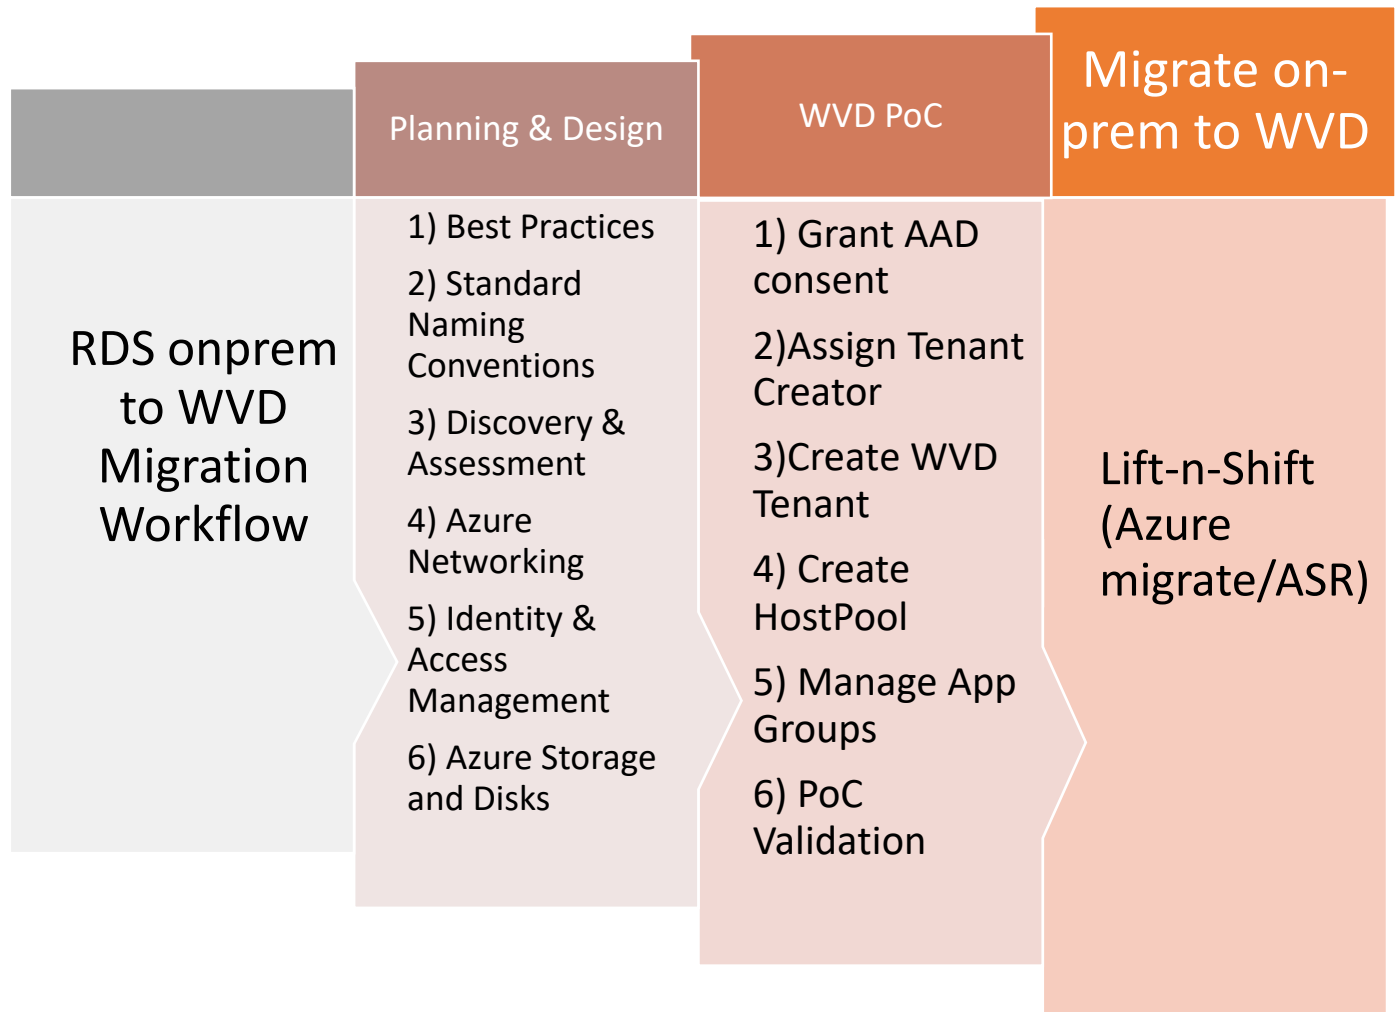 RDS onprem
to WVD
Migration
Workflow
Planning & Design
1) Best Practices
2) Standard
Naming
Conventions
3) Discovery &
Assessment
4) Azure
Networking
5) Identity &
Access
Management
6) Azure Storage
and Disks
WVD PoC
1) Grant AAD
consent
2)Assign Tenant
Creator
3)Create WVD
Tenant
4) Create
HostPool
5) Manage App
Groups
6) PoC
Validation
Migrate on-
prem to WVD
Lift-n-Shift
(Azure
migrate/ASR)